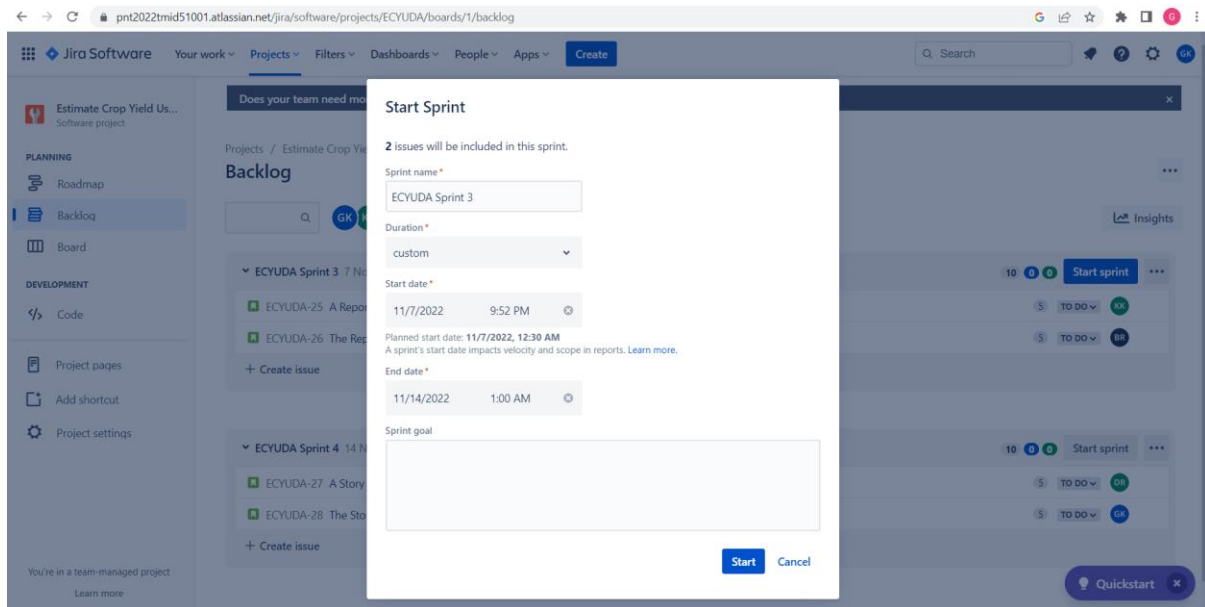 pnt2022tmid51001.atlassian.net/jira/software/projects/ECYUDA/boards/1/backlog
G
Jira Software Your work Projects Filters Dashboards People Apps Create Search GK
Does your team need mo
Estimate Crop Yield Us...
Software project
PLANNING
Roadmap
Backlog
Board
DEVELOPMENT
Code
Project pages
Add shortcut
Project settings
You're in a team-managed project
Learn more
Projects / Estimate Crop Yie
Backlog
GK
Insights
ECYUDA Sprint 3 7 No
10 0 0 Start sprint
ECYUDA-25 A Repor
5 TO DO KK
ECYUDA-26 The Rep
5 TO DO BR
+ Create issue
ECYUDA Sprint 4 14 N
10 0 0 Start sprint
ECYUDA-27 A Story
5 TO DO DR
ECYUDA-28 The Sto
5 TO DO GK
+ Create issue
Start Sprint
2 issues will be included in this sprint.
Sprint name*
ECYUDA Sprint 3
Duration*
custom
Start date*
11/7/2022 9:52 PM
Planned start date: 11/7/2022, 12:30 AM
A sprint's start date impacts velocity and scope in reports. Learn more.
End date*
11/14/2022 1:00 AM
Sprint goal
Start Cancel
Quickstart